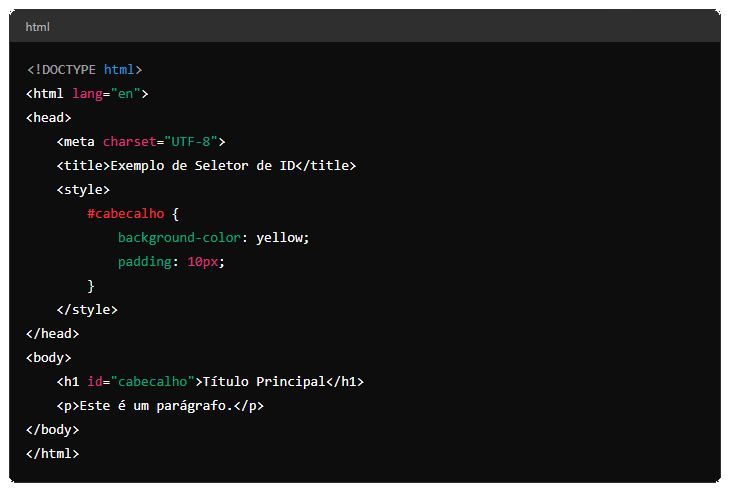 html
<!DOCTYPE html>
<html lang="en">
<head>
    <meta charset="UTF-8">
    <title>Exemplo de Seletor de ID</title>
    <style>
        #cabecalho {
            background-color: yellow;
            padding: 10px;
        }
    </style>
</head>
<body>
    <h1 id="cabecalho">Título Principal</h1>
    <p>Este é um parágrafo.</p>
</body>
</html>